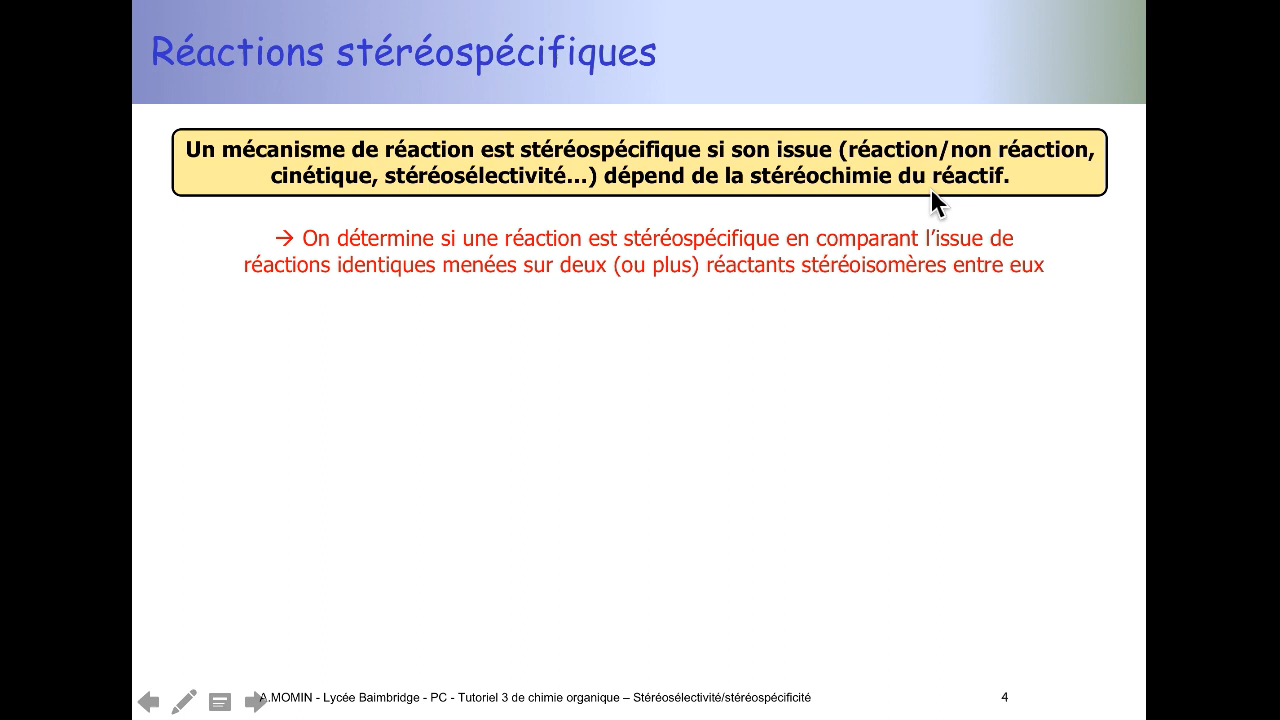 Réactions stéréospécifiques
Un mécanisme de réaction est stéréospécifique si son issue (réaction/non réaction,
cinétique, stéréosélectivité...) dépend de la stéréochimie du réactif.
→ On détermine si une réaction est stéréospécifique en comparant l’issue de
réactions identiques menées sur deux (ou plus) réactants stéréoisomères entre eux
A.MOMIN - Lycée Baimbridge - PC - Tutoriel 3 de chimie organique – Stéréosélectivité/stéréospécificité
4